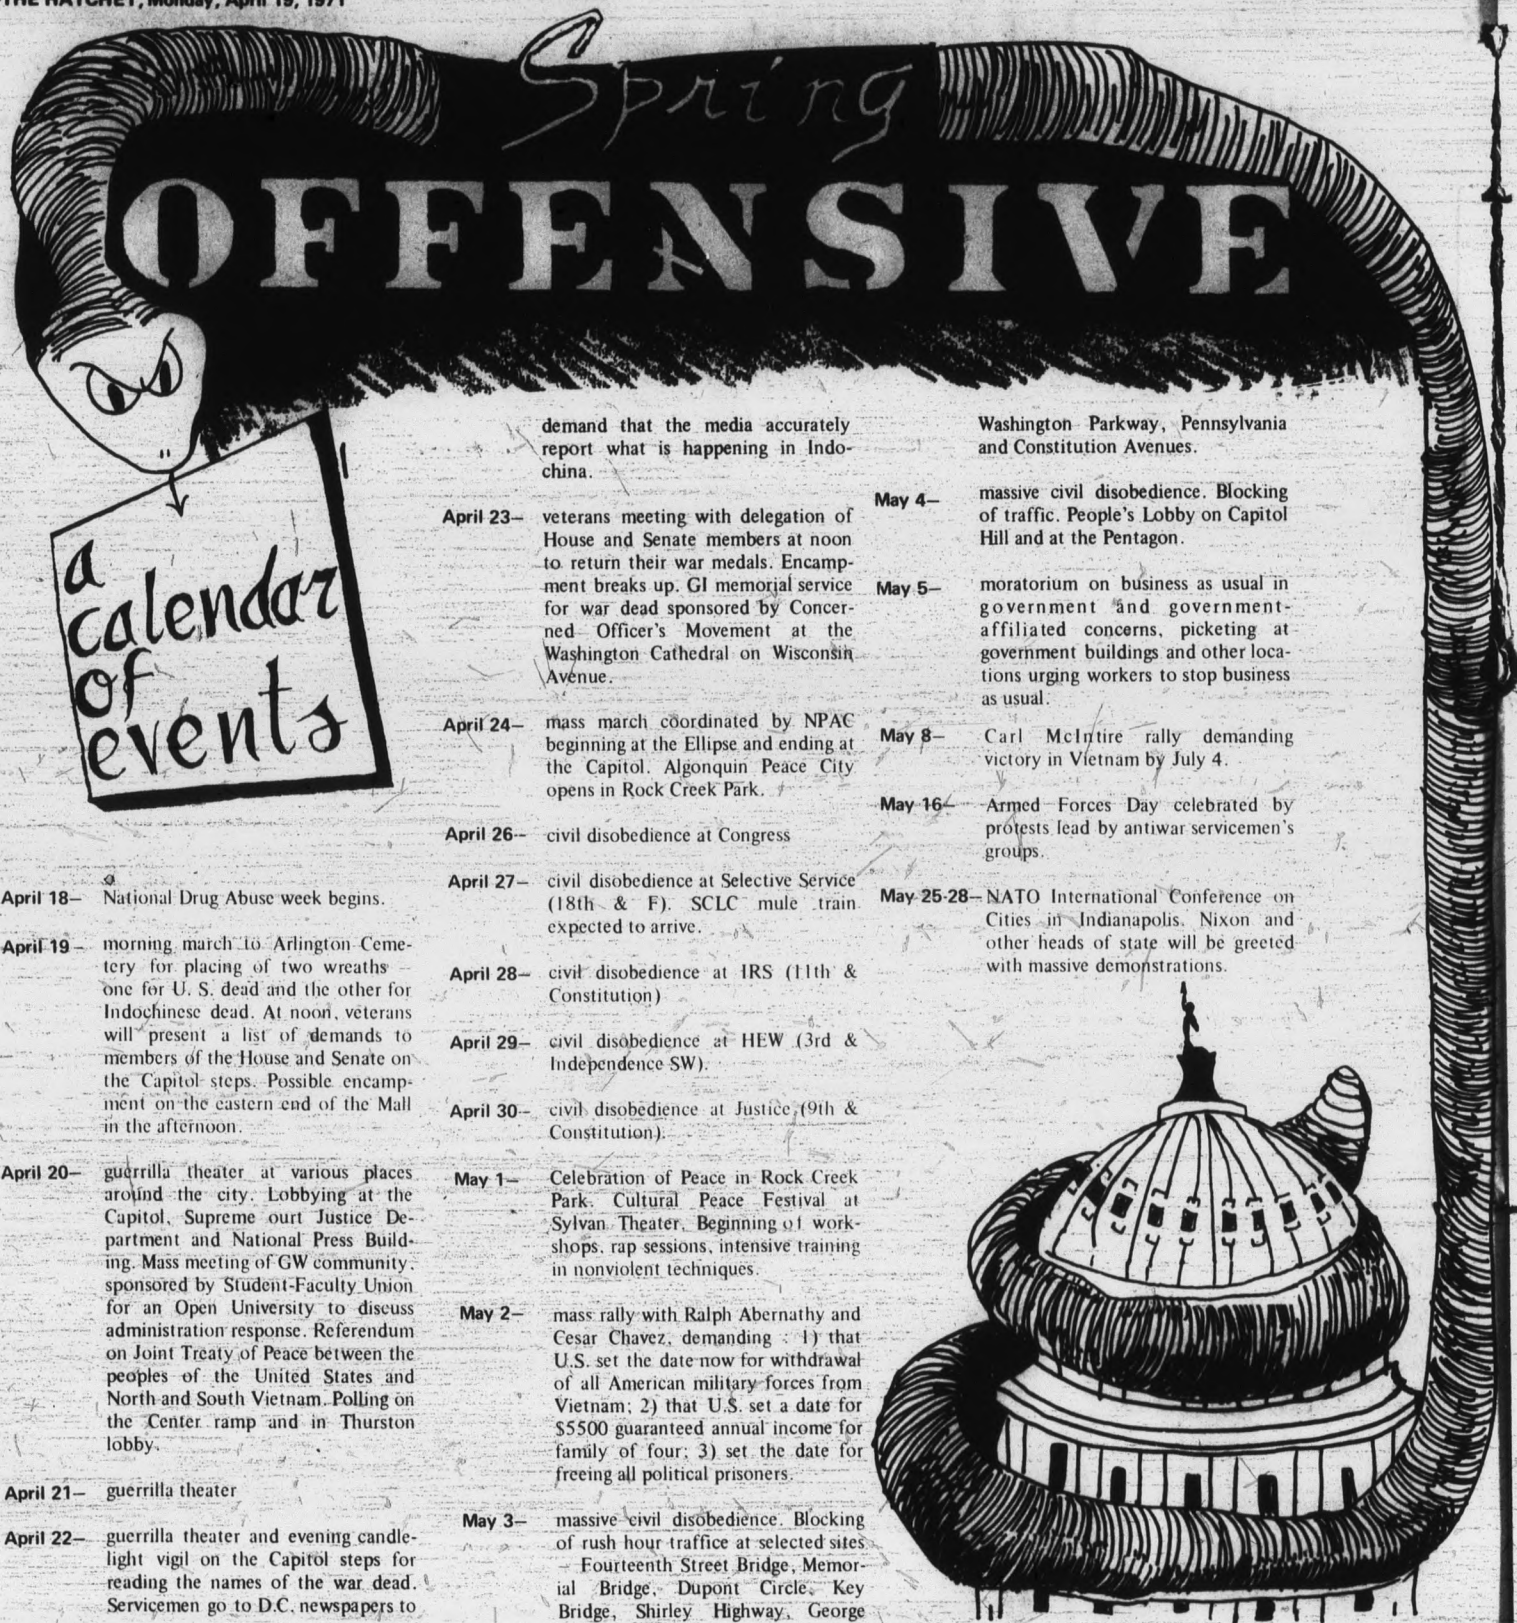 THE HATCHET, Monday, April 19, 1971
Spring
OFFENSIVE
a
calendar
of
events
April 18— National Drug Abuse week begins.
April 19— morning march to Arlington Ceme-
tery for placing of two wreaths —
one for U. S. dead and the other for
Indochinese dead. At noon, veterans
will present a list of demands to
members of the House and Senate on
the Capitol steps. Possible encamp-
ment on the eastern end of the Mall
in the afternoon.
April 20— guerrilla theater at various places
around the city. Lobbying at the
Capitol, Supreme ourt Justice De-
partment and National Press Build-
ing. Mass meeting of GW community,
sponsored by Student-Faculty Union
for an Open University to discuss
administration response. Referendum
on Joint Treaty of Peace between the
peoples of the United States and
North and South Vietnam. Polling on
the Center ramp and in Thurston
lobby.
April 21— guerrilla theater
April 22— guerrilla theater and evening candle-
light vigil on the Capitol steps for
reading the names of the war dead.
Servicemen go to D.C. newspapers to
demand that the media accurately
report what is happening in Indo-
china.
April 23— veterans meeting with delegation of
House and Senate members at noon
to return their war medals. Encamp-
ment breaks up. GI memorial service
for war dead sponsored by Concer-
ned Officer's Movement at the
Washington Cathedral on Wisconsin
Avenue.
April 24— mass march coordinated by NPAC
beginning at the Ellipse and ending at
the Capitol. Algonquin Peace City
opens in Rock Creek Park.
April 26-- civil disobedience at Congress
April 27— civil disobedience at Selective Service
(18th & F). SCLC mule train
expected to arrive.
April 28— civil disobedience at IRS (11th &
Constitution)
April 29— civil disobedience at HEW (3rd &
Independence SW).
April 30— civil disobedience at Justice (9th &
Constitution).
May 1— Celebration of Peace in Rock Creek
Park. Cultural Peace Festival at
Sylvan Theater. Beginning of work-
shops, rap sessions, intensive training
in nonviolent techniques.
May 2— mass rally with Ralph Abernathy and
Cesar Chavez, demanding : 1) that
U.S. set the date now for withdrawal
of all American military forces from
Vietnam; 2) that U.S. set a date for
$5500 guaranteed annual income for
family of four; 3) set the date for
freeing all political prisoners.
May 3— massive civil disobedience. Blocking
of rush hour traffice at selected sites
— Fourteenth Street Bridge, Memor-
ial Bridge, Dupont Circle, Key
Bridge, Shirley Highway, George
Washington Parkway, Pennsylvania
and Constitution Avenues.
May 4— massive civil disobedience. Blocking
of traffic. People's Lobby on Capitol
Hill and at the Pentagon.
May 5— moratorium on business as usual in
government and government-
affiliated concerns, picketing at
government buildings and other loca-
tions urging workers to stop business
as usual.
May 8— Carl McIntire rally demanding
victory in Vietnam by July 4.
May 16— Armed Forces Day celebrated by
protests lead by antiwar servicemen's
groups.
May 25-28— NATO International Conference on
Cities in Indianapolis. Nixon and
other heads of state will be greeted
with massive demonstrations.